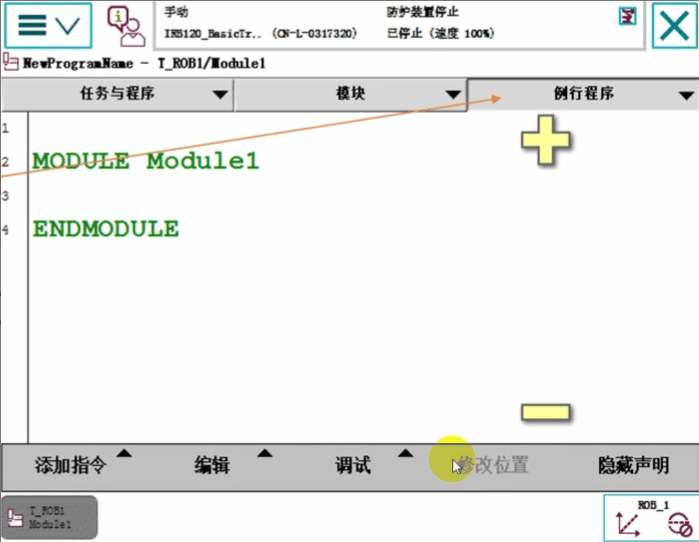 手动
防护装置停止
IRB120_BasicTr.. (CN-L-0317320)
已停止 (速度 100%)
NewProgramName - T_ROB1/Module1
任务与程序
模块
例行程序
1
2 MODULE Module1
3
4 ENDMODULE
添加指令
编辑
调试
修改位置
隐藏声明
T_ROB1
Module1
ROB_1